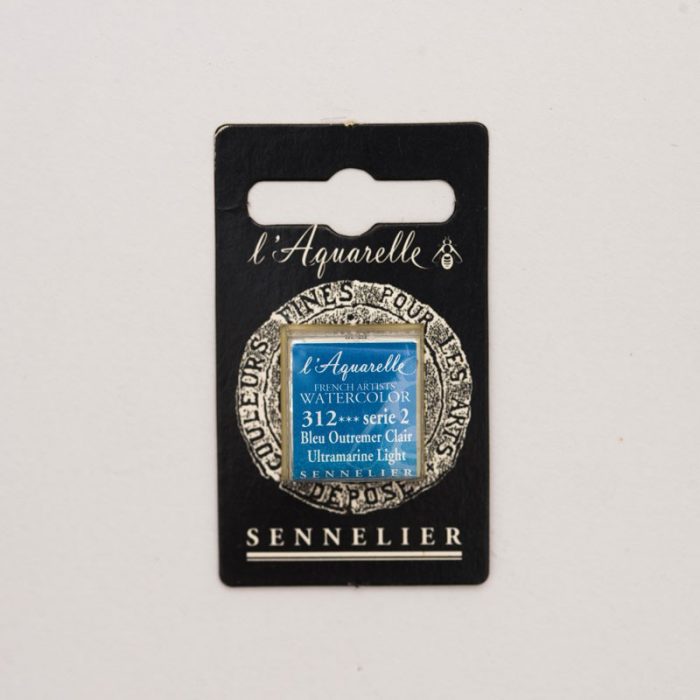 l'Aquarelle
COULEURS FINES POUR LES ARTS
l'Aquarelle
FRENCH ARTISTS
WATERCOLOR
312*** serie 2
Bleu Outremer Clair
Ultramarine Light
SENNELIER
DÉPOSÉ
SENNELIER